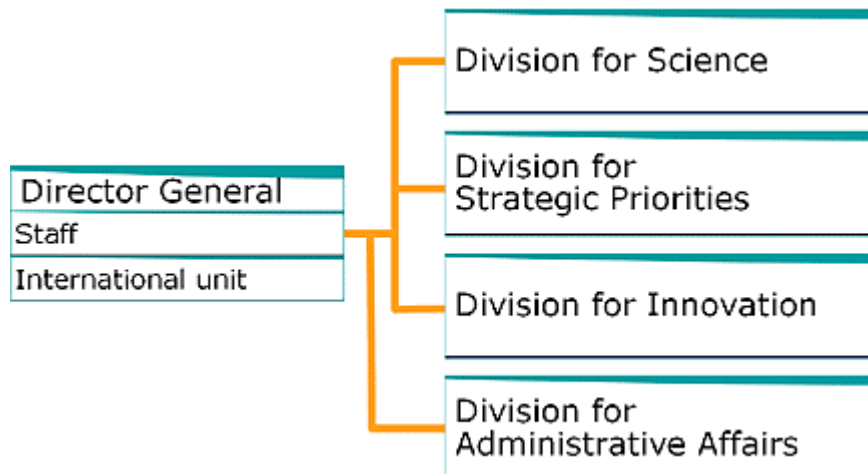 Director General
Staff
International unit
Division for Science
Division for
Strategic Priorities
Division for Innovation
Division for
Administrative Affairs